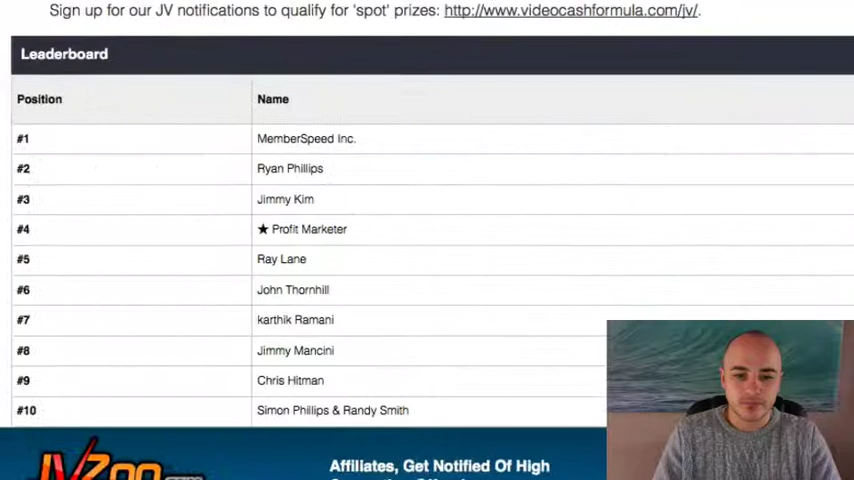 Sign up for our JV notifications to qualify for 'spot' prizes: http://www.videocashformula.com/jv/.
Leaderboard
Position Name
#1 MemberSpeed Inc.
#2 Ryan Phillips
#3 Jimmy Kim
#4 ★ Profit Marketer
#5 Ray Lane
#6 John Thornhill
#7 karthik Ramani
#8 Jimmy Mancini
#9 Chris Hitman
#10 Simon Phillips & Randy Smith
JVZoo.com
Affiliates, Get Notified Of High